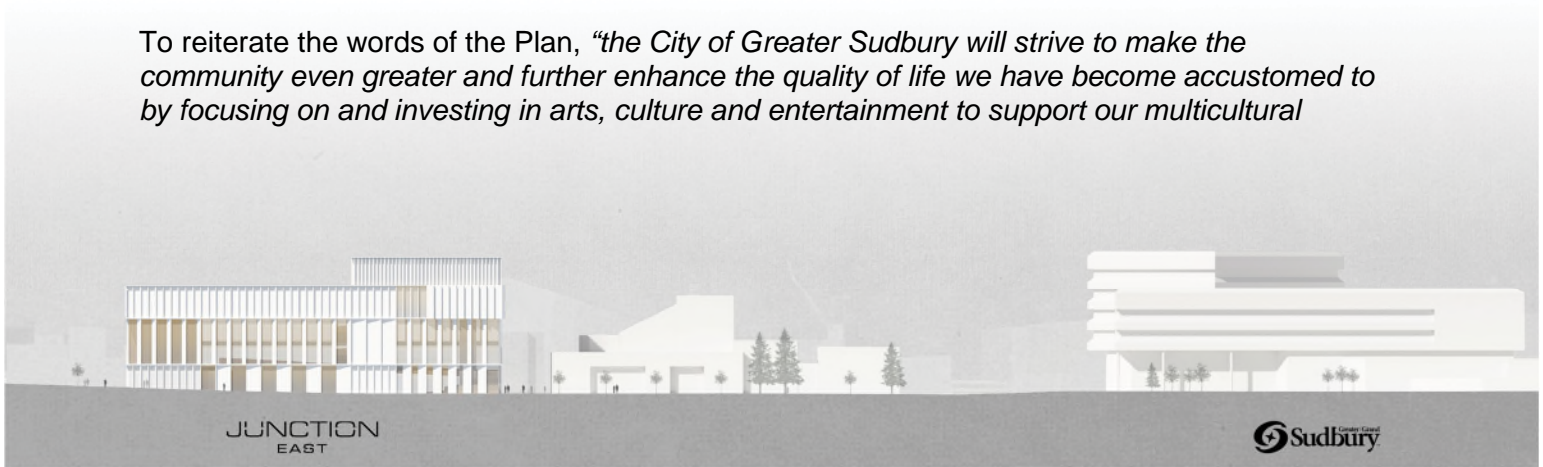 To reiterate the words of the Plan, “the City of Greater Sudbury will strive to make the
community even greater and further enhance the quality of life we have become accustomed to
by focusing on and investing in arts, culture and entertainment to support our multicultural
JUNCTION
EAST
Greater Grand
Sudbury